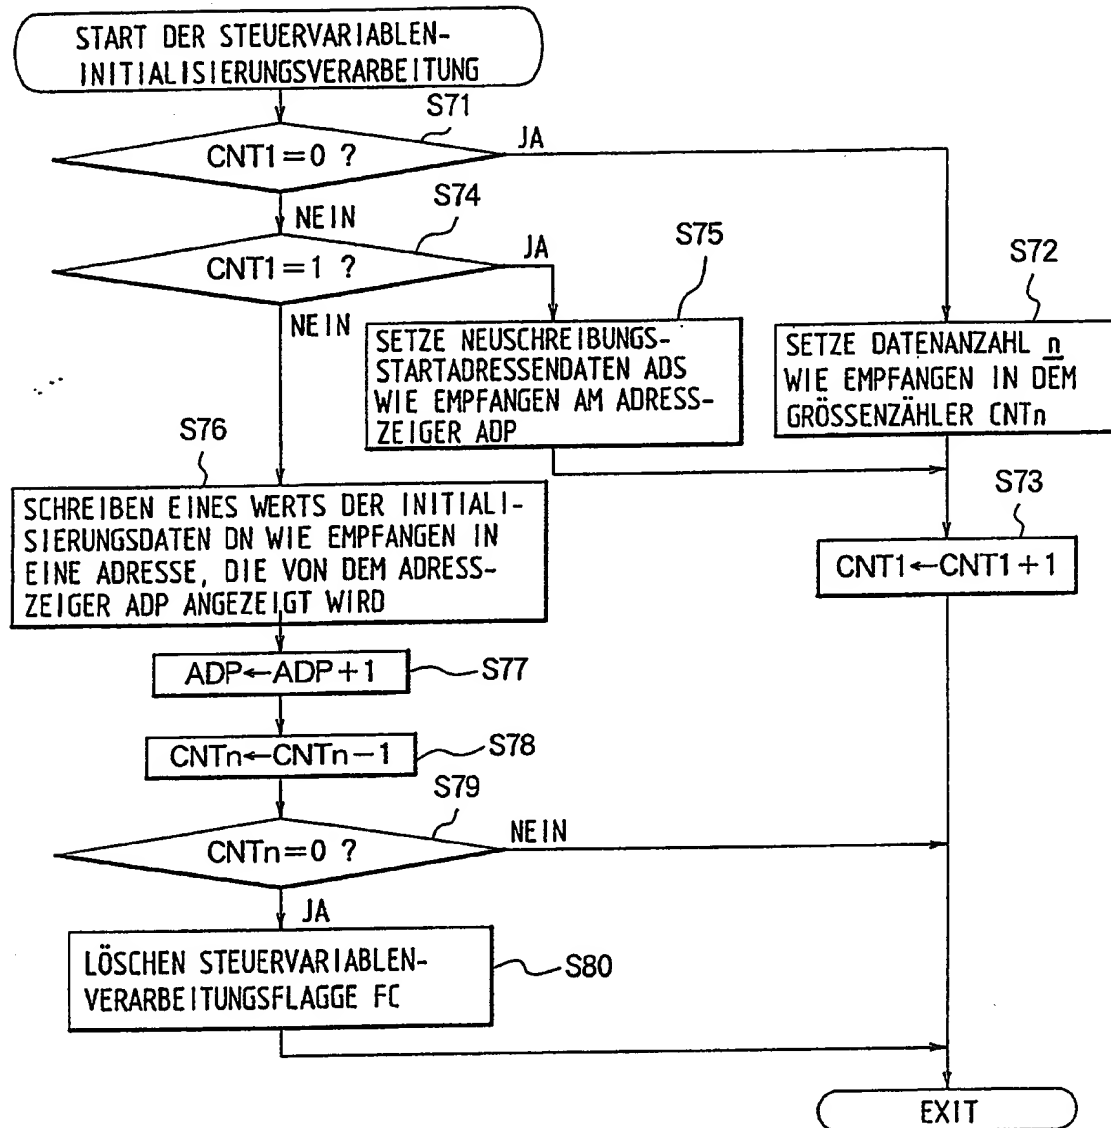 START DER STEUERVARIABLEN-
INITIALISIERUNGSVERARBEITUNG
S71
CNT1=0 ?
JA
NEIN
S74
CNT1=1 ?
JA
NEIN
S75
SETZE NEUSCHREIBUNGS-
STARTADRESSENDATEN ADS
WIE EMPFANGEN AM ADRESS-
ZEIGER ADP
S72
SETZE DATENANZAHL n
WIE EMPFANGEN IN DEM
GRÖSSENZÄHLER CNTn
S73
CNT1←CNT1+1
S76
SCHREIBEN EINES WERTS DER INITIALI-
SIERUNGSDATEN DN WIE EMPFANGEN IN
EINE ADRESSE, DIE VON DEM ADRESS-
ZEIGER ADP ANGEZEIGT WIRD
ADP←ADP+1
S77
CNTn←CNTn-1
S78
S79
CNTn=0 ?
NEIN
JA
LÖSCHEN STEUERVARIABLEN-
VERARBEITUNGSFLAGGE FC
S80
EXIT